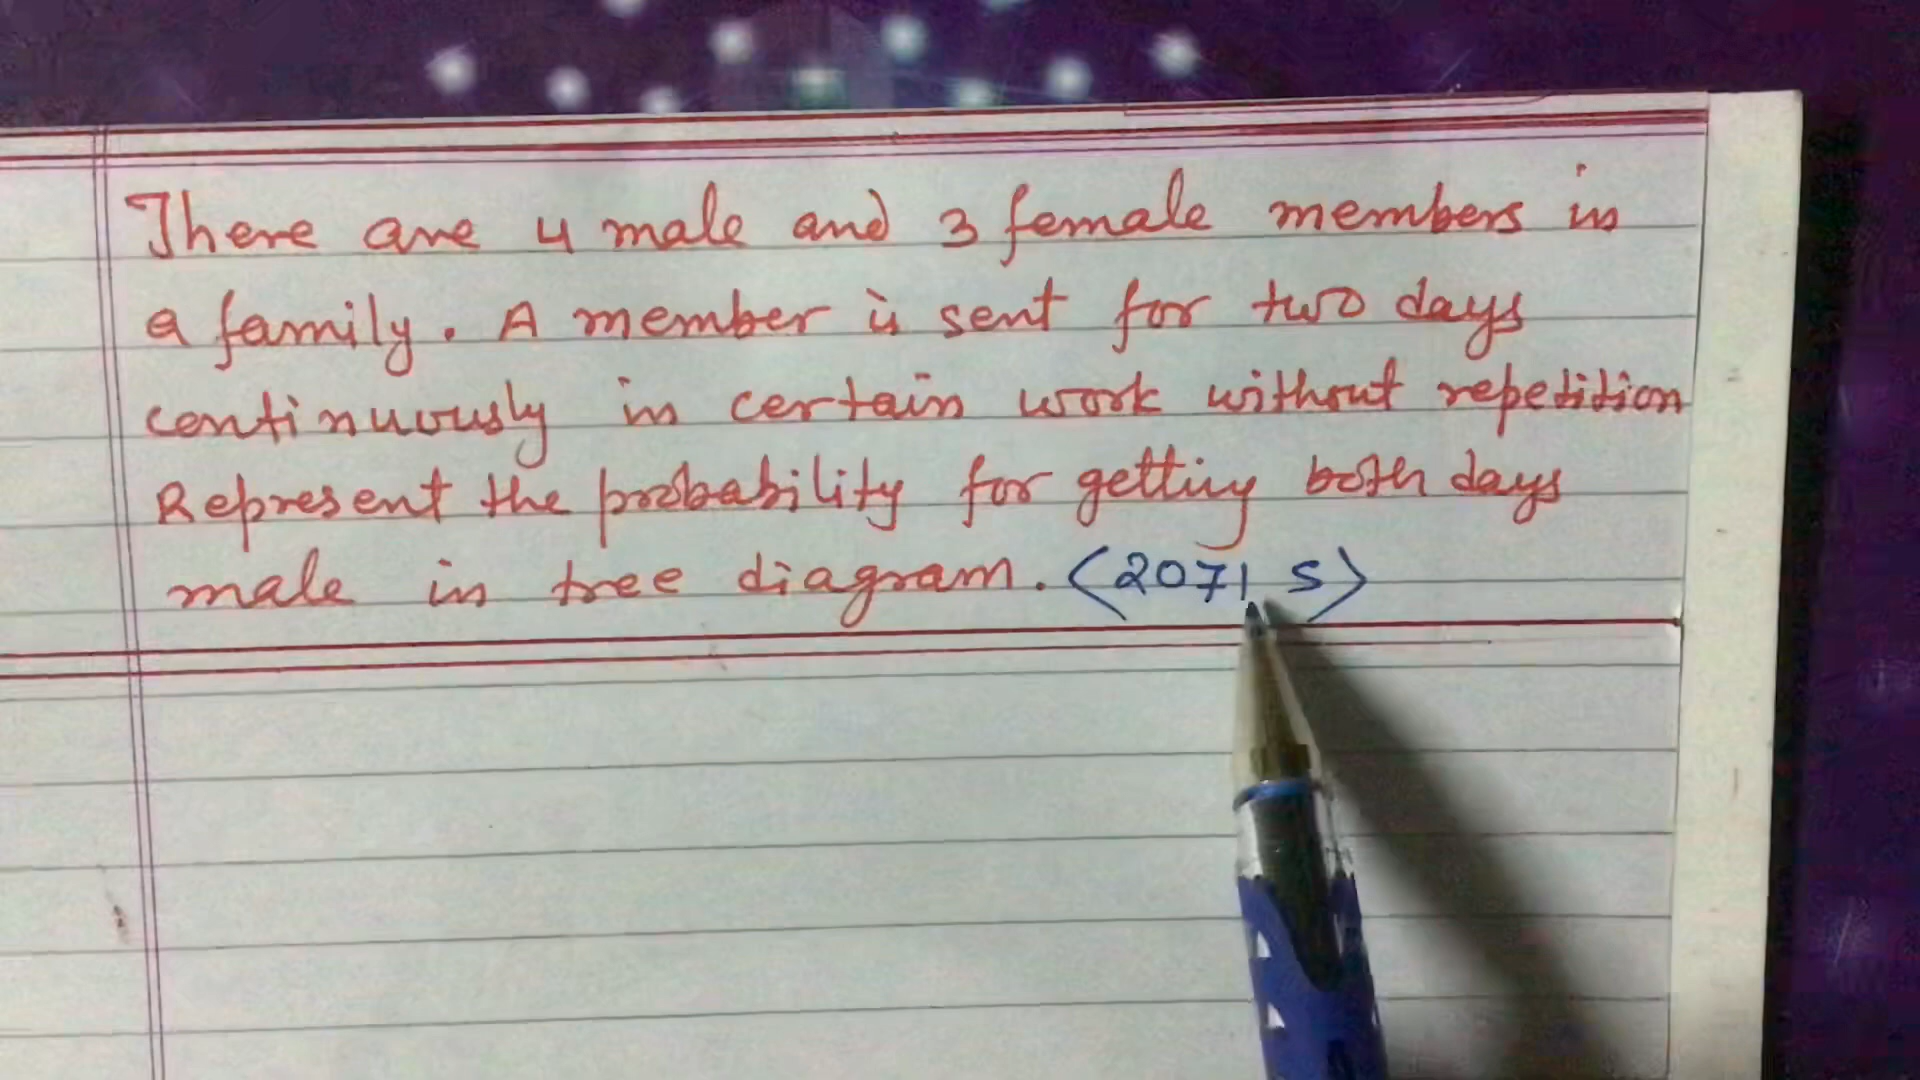 There are 4 male and 3 female members in
a family. A member is sent for two days
continuously in certain work without repetition
Represent the probability for getting both days
male in tree diagram. <2071 S>